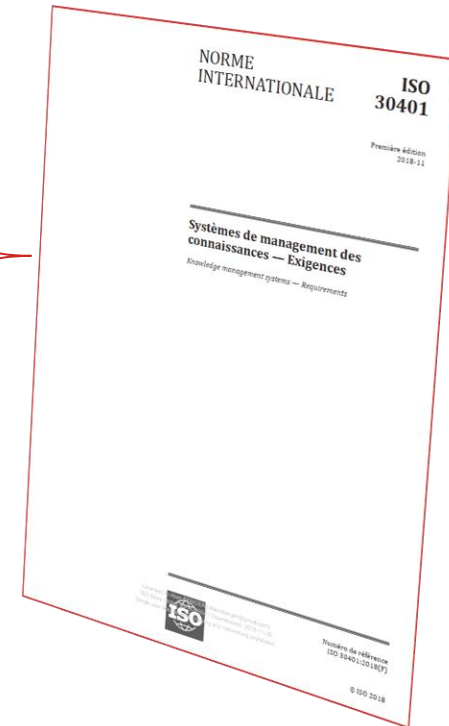 NORME
INTERNATIONALE
ISO
30401
Première édition
2018-11
Systèmes de management des
connaissances — Exigences
Knowledge management systems — Requirements
ISO
Numéro de référence
ISO 30401:2018(F)
© ISO 2018